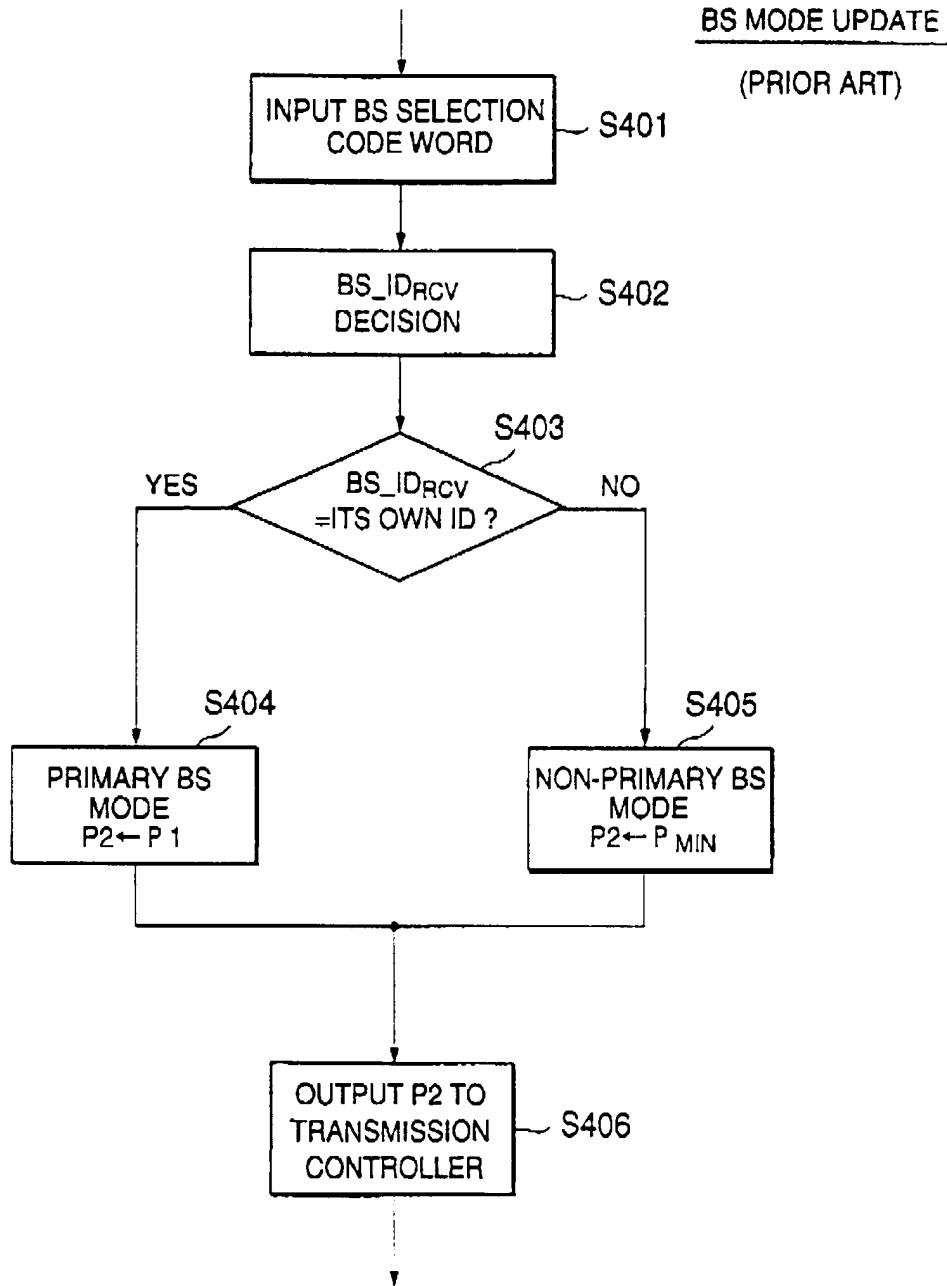 BS MODE UPDATE
(PRIOR ART)
INPUT BS SELECTION
CODE WORD
S401
BS_IDRCV
DECISION
S402
S403
YES
BS_IDRCV
=ITS OWN ID ?
NO
S404
PRIMARY BS
MODE
P2← P 1
S405
NON-PRIMARY BS
MODE
P2← P MIN
OUTPUT P2 TO
TRANSMISSION
CONTROLLER
S406